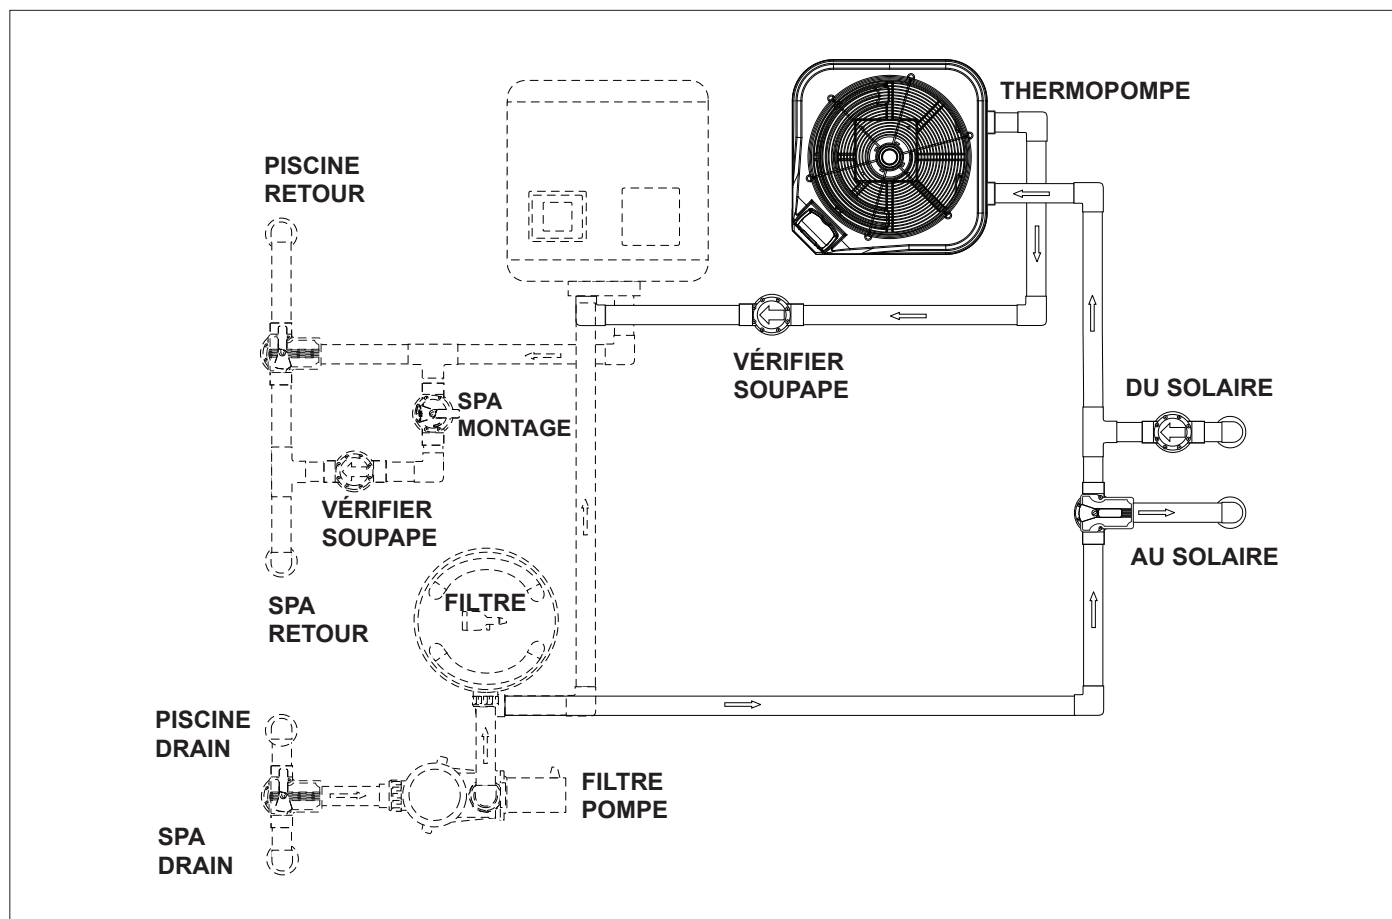 THERMOPOMPE
PISCINE
RETOUR
VÉRIFIER
SOUPAPE
DU SOLAIRE
SPA
MONTAGE
VÉRIFIER
SOUPAPE
AU SOLAIRE
FILTRE
SPA
RETOUR
PISCINE
DRAIN
FILTRE
POMPE
SPA
DRAIN